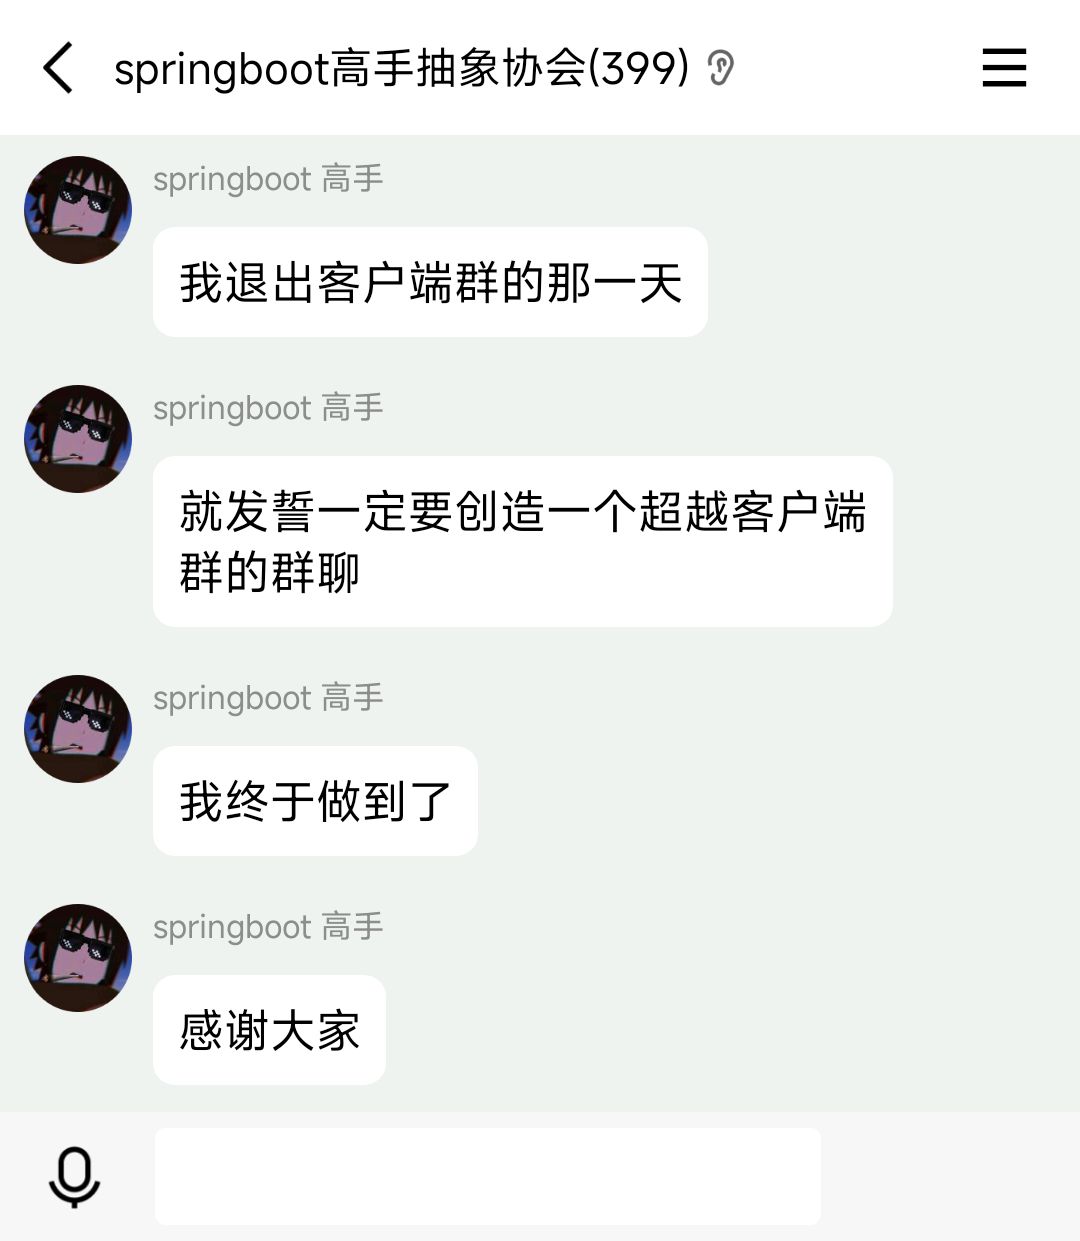 springboot高手抽象协会(399)
springboot 高手
我退出客户端群的那一天
springboot 高手
就发誓一定要创造一个超越客户端
群的群聊
springboot 高手
我终于做到了
springboot 高手
感谢大家